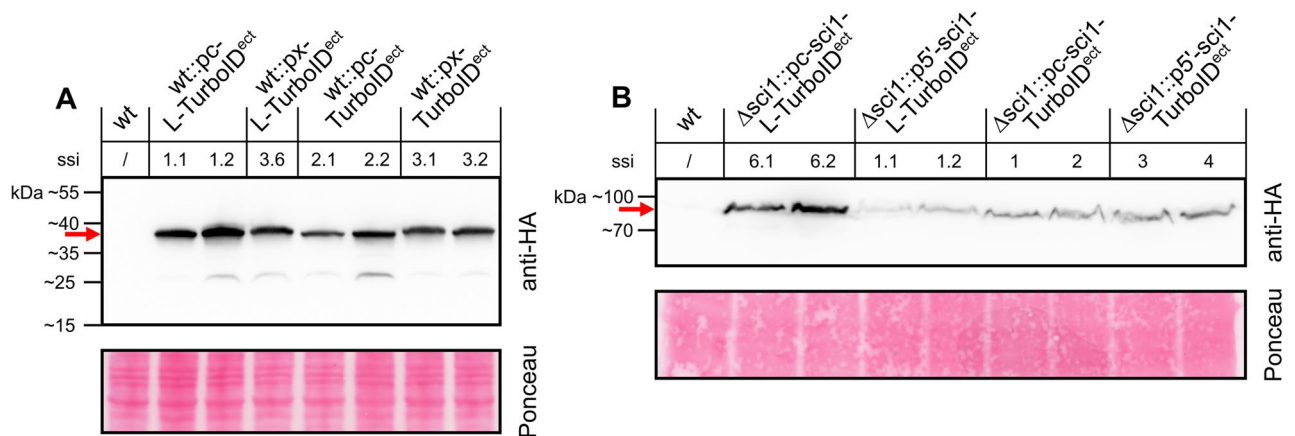 A
wt
wt::pc-
L-TurboIDect
wt::px-
L-TurboIDect
wt::pc-
TurboIDect
wt::px-
TurboIDect
ssi / 1.1 1.2 3.6 2.1 2.2 3.1 3.2
kDa ~55
~40
~35
~25
~15
anti-HA
Ponceau
B
wt
Δsci1::pc-sci1-
L-TurboIDect
Δsci1::p5'-sci1-
L-TurboIDect
Δsci1::pc-sci1-
TurboIDect
Δsci1::p5'-sci1-
TurboIDect
ssi / 6.1 6.2 1.1 1.2 1 2 3 4
kDa ~100
~70
anti-HA
Ponceau